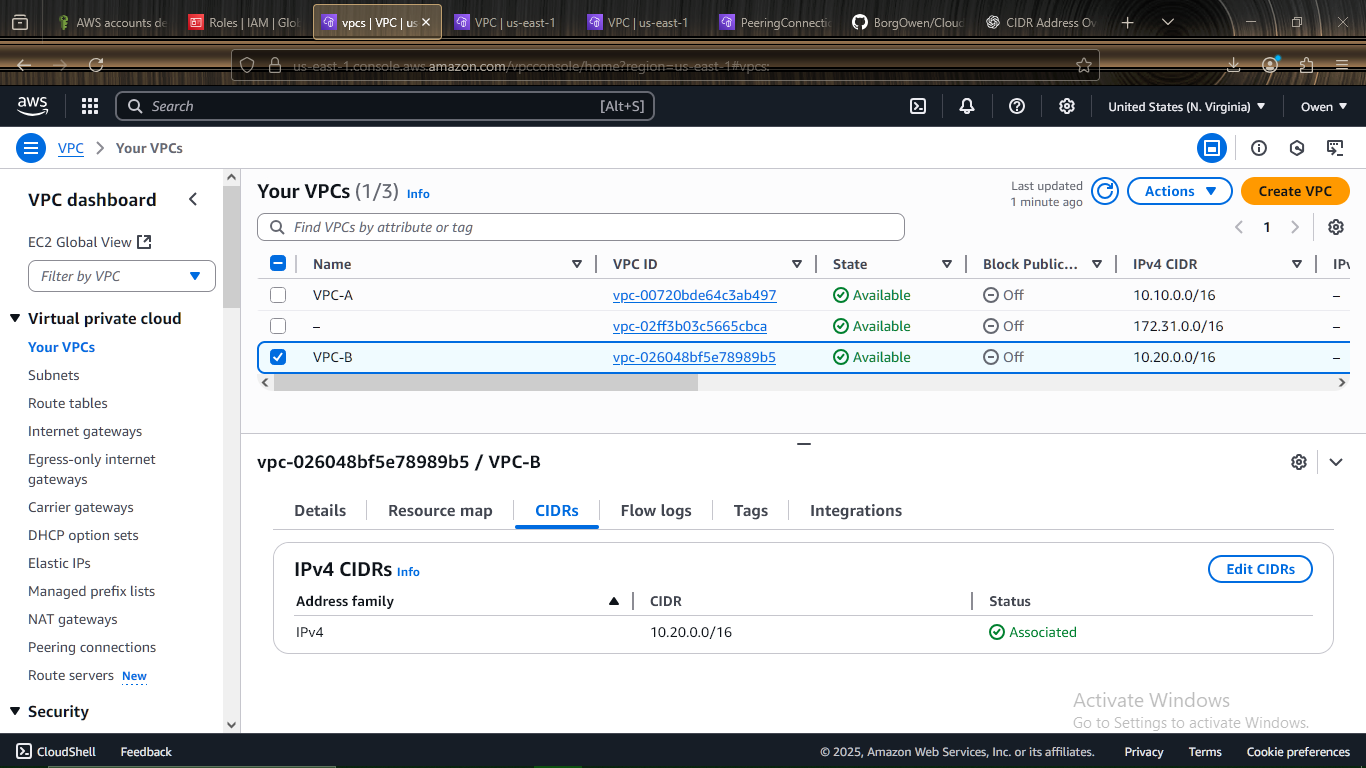 AWS accounts de
Roles | IAM | Glo
vpcs | VPC | us
VPC | us-east-1
VPC | us-east-1
PeeringConnecti
BorgOwen/Cloud
CIDR Address Ov
us-east-1.console.aws.amazon.com/vpcconsole/home?region=us-east-1#vpcs:
aws
Search
[Alt+S]
United States (N. Virginia)
Owen
VPC
Your VPCs
VPC dashboard
EC2 Global View
Filter by VPC
Virtual private cloud
Your VPCs
Subnets
Route tables
Internet gateways
Egress-only internet
gateways
Carrier gateways
DHCP option sets
Elastic IPs
Managed prefix lists
NAT gateways
Peering connections
Route servers New
Security
Your VPCs (1/3) Info
Last updated
1 minute ago
Actions
Create VPC
Find VPCs by attribute or tag
1
Name VPC ID State Block Public... IPv4 CIDR IPv
VPC-A vpc-00720bde64c3ab497 Available Off 10.10.0.0/16 –
– vpc-02ff3b03c5665cbca Available Off 172.31.0.0/16 –
VPC-B vpc-026048bf5e78989b5 Available Off 10.20.0.0/16 –
vpc-026048bf5e78989b5 / VPC-B
Details Resource map CIDRs Flow logs Tags Integrations
IPv4 CIDRs Info
Edit CIDRs
Address family CIDR Status
IPv4 10.20.0.0/16 Associated
Activate Windows
Go to Settings to activate Windows.
CloudShell Feedback © 2025, Amazon Web Services, Inc. or its affiliates. Privacy Terms Cookie preferences